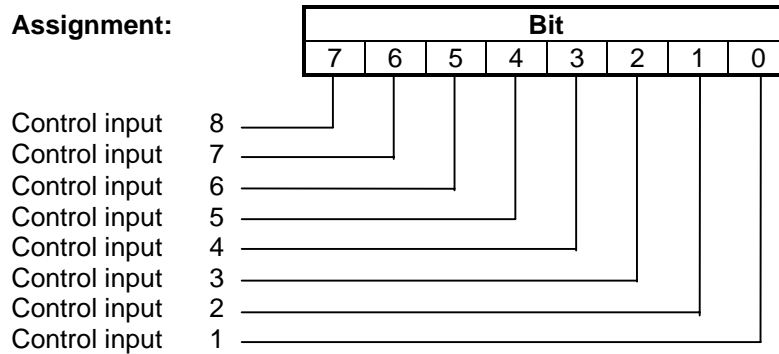 Assignment:
Bit
7 6 5 4 3 2 1 0
Control input 8
Control input 7
Control input 6
Control input 5
Control input 4
Control input 3
Control input 2
Control input 1